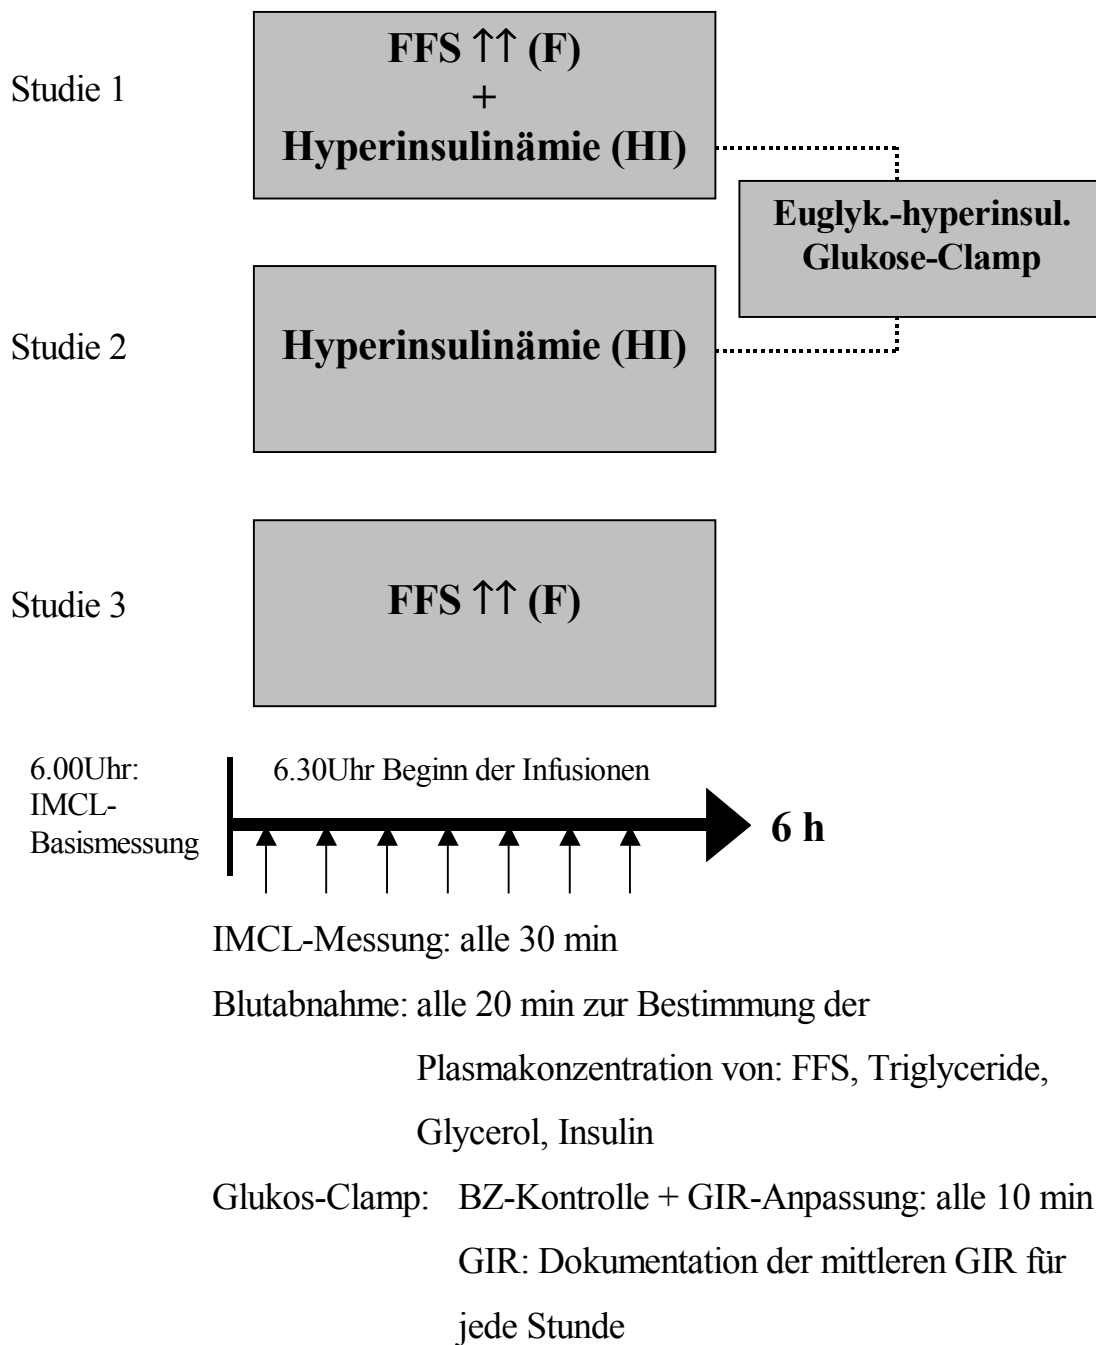 Studie 1
FFS ↑↑ (F)
+
Hyperinsulinämie (HI)
Euglyk.-hyperinsul.
Glukose-Clamp
Studie 2
Hyperinsulinämie (HI)
Studie 3
FFS ↑↑ (F)
6.00Uhr:
IMCL-
Basismessung
6.30Uhr Beginn der Infusionen
6 h
IMCL-Messung: alle 30 min
Blutabnahme: alle 20 min zur Bestimmung der
Plasmakonzentration von: FFS, Triglyceride,
Glycerol, Insulin
Glukos-Clamp: BZ-Kontrolle + GIR-Anpassung: alle 10 min
GIR: Dokumentation der mittleren GIR für
jede Stunde